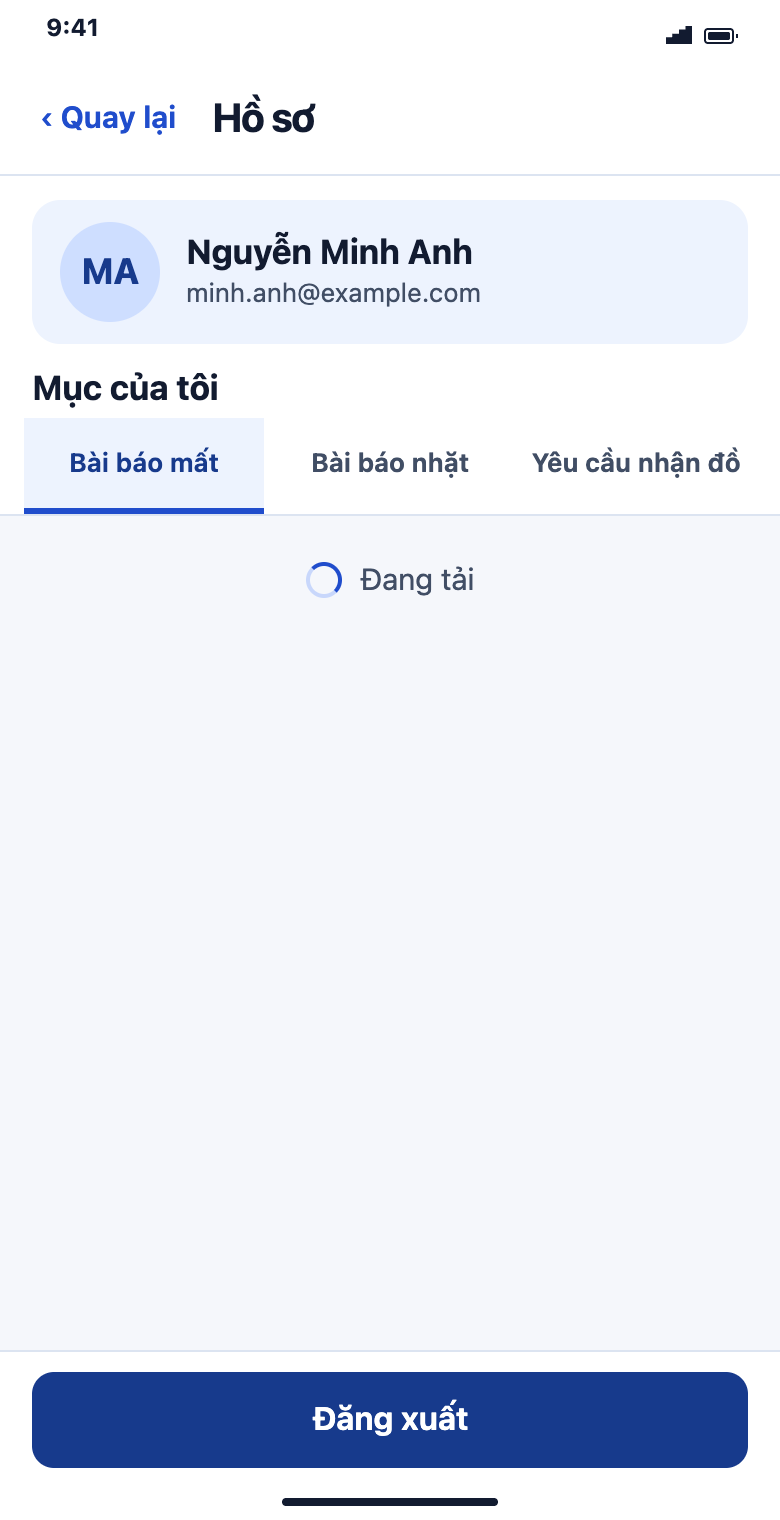 9:41
‹ Quay lại Hồ sơ
MA
Nguyễn Minh Anh
minh.anh@example.com
Mục của tôi
Bài báo mất Bài báo nhặt Yêu cầu nhận đồ
Đang tải
Đăng xuất